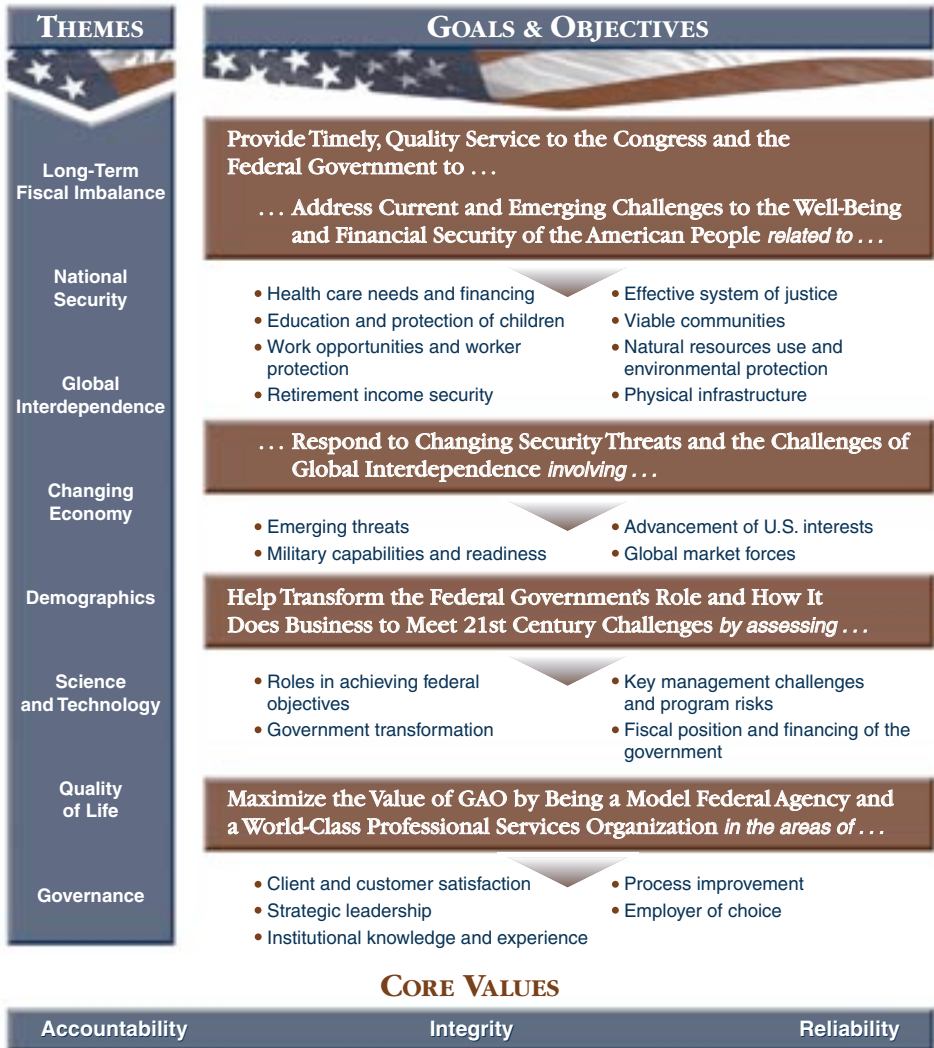 THEMES
Long-Term
Fiscal Imbalance
National
Security
Global
Interdependence
Changing
Economy
Demographics
Science
and Technology
Quality
of Life
Governance
GOALS & OBJECTIVES
Provide Timely, Quality Service to the Congress and the
Federal Government to . . .
. . . Address Current and Emerging Challenges to the Well-Being
and Financial Security of the American People related to . . .
• Health care needs and financing
• Education and protection of children
• Work opportunities and worker
protection
• Retirement income security
• Effective system of justice
• Viable communities
• Natural resources use and
environmental protection
• Physical infrastructure
. . . Respond to Changing Security Threats and the Challenges of
Global Interdependence involving . . .
• Emerging threats
• Military capabilities and readiness
• Advancement of U.S. interests
• Global market forces
Help Transform the Federal Government's Role and How It
Does Business to Meet 21st Century Challenges by assessing . . .
• Roles in achieving federal
objectives
• Government transformation
• Key management challenges
and program risks
• Fiscal position and financing of the
government
Maximize the Value of GAO by Being a Model Federal Agency and
a World-Class Professional Services Organization in the areas of . . .
• Client and customer satisfaction
• Strategic leadership
• Institutional knowledge and experience
• Process improvement
• Employer of choice
CORE VALUES
Accountability
Integrity
Reliability